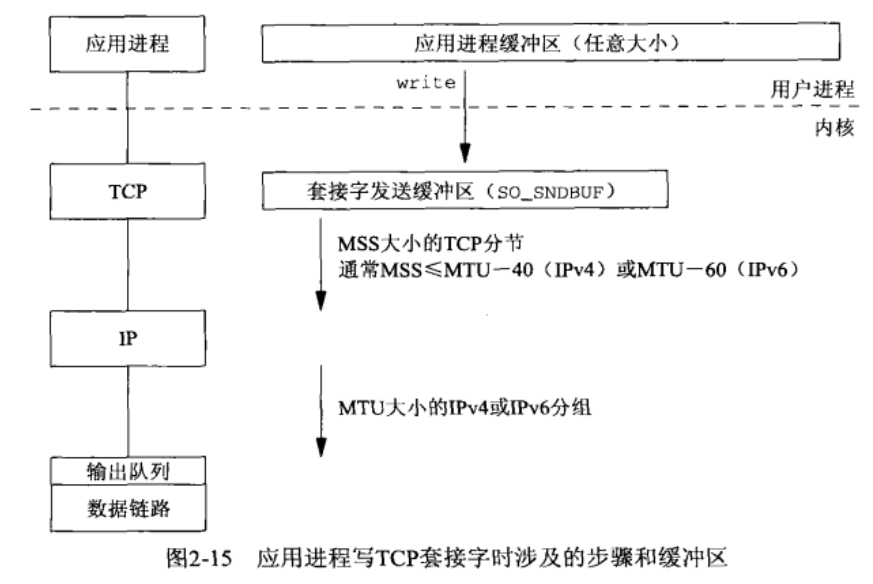 应用进程
应用进程缓冲区（任意大小）
write
用户进程
内核
TCP
套接字发送缓冲区（SO_SNDBUF）
MSS大小的TCP分节
通常MSS≤MTU－40（IPv4）或MTU－60（IPv6）
IP
MTU大小的IPv4或IPv6分组
输出队列
数据链路
图2-15 应用进程写TCP套接字时涉及的步骤和缓冲区